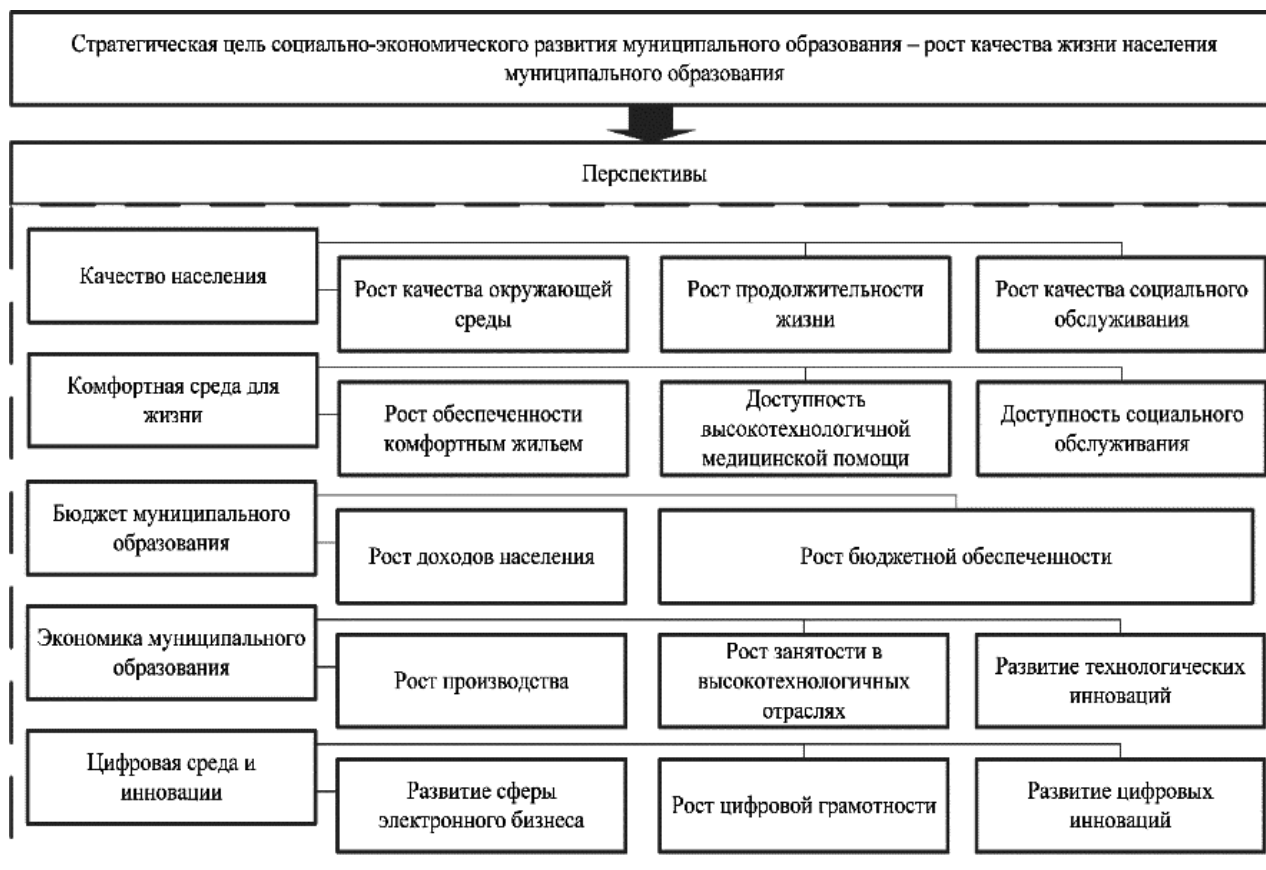 Стратегическая цель социально-экономического развития муниципального образования – рост качества жизни населения
муниципального образования
Перспективы
Качество населения
Рост качества окружающей
среды
Рост продолжительности
жизни
Рост качества социального
обслуживания
Комфортная среда для
жизни
Рост обеспеченности
комфортным жильем
Доступность
высокотехнологичной
медицинской помощи
Доступность социального
обслуживания
Бюджет муниципального
образования
Рост доходов населения
Рост бюджетной обеспеченности
Экономика муниципального
образования
Рост производства
Рост занятости в
высокотехнологичных
отраслях
Развитие технологических
инноваций
Цифровая среда и
инновации
Развитие сферы
электронного бизнеса
Рост цифровой грамотности
Развитие цифровых
инноваций